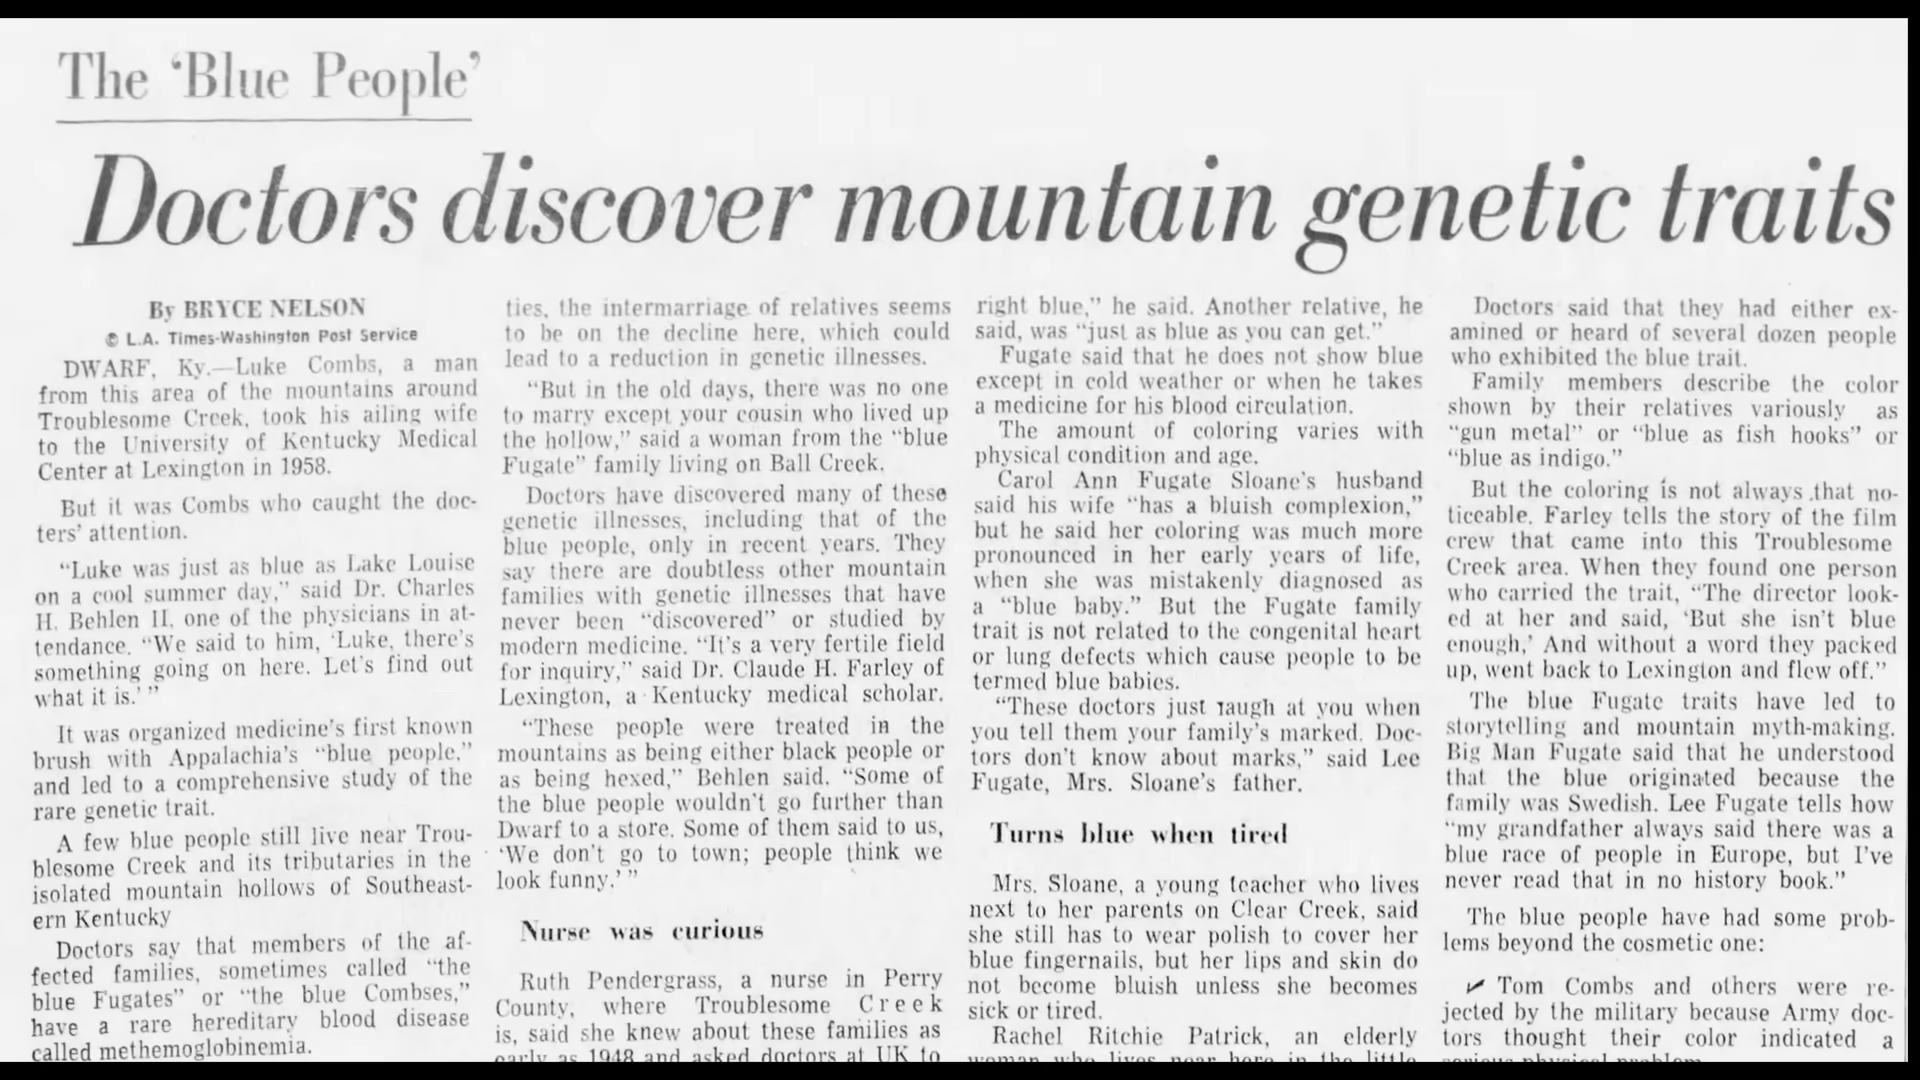 The ‘Blue People’
Doctors discover mountain genetic traits
By BRYCE NELSON
© L.A. Times-Washington Post Service
DWARF, Ky.—Luke Combs, a man
from this area of the mountains around
Troublesome Creek, took his ailing wife
to the University of Kentucky Medical
Center at Lexington in 1958.
But it was Combs who caught the doc-
ters’ attention.
“Luke was just as blue as Lake Louise
on a cool summer day,” said Dr. Charles
H. Behlen II, one of the physicians in at-
tendance. “We said to him, ‘Luke, there’s
something going on here. Let’s find out
what it is.’ ”
It was organized medicine’s first known
brush with Appalachia’s “blue people,”
and led to a comprehensive study of the
rare genetic trait.
A few blue people still live near Trou-
blesome Creek and its tributaries in the
isolated mountain hollows of Southeast-
ern Kentucky
Doctors say that members of the af-
fected families, sometimes called “the
blue Fugates” or “the blue Combses,”
have a rare hereditary blood disease
called methemoglobinemia.
ties, the intermarriage of relatives seems
to be on the decline here, which could
lead to a reduction in genetic illnesses.
“But in the old days, there was no one
to marry except your cousin who lived up
the hollow,” said a woman from the “blue
Fugate” family living on Ball Creek.
Doctors have discovered many of these
genetic illnesses, including that of the
blue people, only in recent years. They
say there are doubtless other mountain
families with genetic illnesses that have
never been “discovered” or studied by
modern medicine. “It’s a very fertile field
for inquiry,” said Dr. Claude H. Farley of
Lexington, a Kentucky medical scholar.
“These people were treated in the
mountains as being either black people or
as being hexed,” Behlen said. “Some of
the blue people wouldn’t go further than
Dwarf to a store. Some of them said to us,
‘We don’t go to town; people think we
look funny.’ ”
Nurse was curious
Ruth Pendergrass, a nurse in Perry
County, where Troublesome Creek
is, said she knew about these families as
early as 1948 and asked doctors at UK to
right blue,” he said. Another relative, he
said, was “just as blue as you can get.”
Fugate said that he does not show blue
except in cold weather or when he takes
a medicine for his blood circulation.
The amount of coloring varies with
physical condition and age.
Carol Ann Fugate Sloane’s husband
said his wife “has a bluish complexion,”
but he said her coloring was much more
pronounced in her early years of life,
when she was mistakenly diagnosed as
a “blue baby.” But the Fugate family
trait is not related to the congenital heart
or lung defects which cause people to be
termed blue babies.
“These doctors just laugh at you when
you tell them your family’s marked. Doc-
tors don’t know about marks,” said Lee
Fugate, Mrs. Sloane’s father.
Turns blue when tired
Mrs. Sloane, a young teacher who lives
next to her parents on Clear Creek, said
she still has to wear polish to cover her
blue fingernails, but her lips and skin do
not become bluish unless she becomes
sick or tired.
Rachel Ritchie Patrick, an elderly
woman who lives near here in the little
Doctors said that they had either ex-
amined or heard of several dozen people
who exhibited the blue trait.
Family members describe the color
shown by their relatives variously as
“gun metal” or “blue as fish hooks” or
“blue as indigo.”
But the coloring is not always that no-
ticeable. Farley tells the story of the film
crew that came into this Troublesome
Creek area. When they found one person
who carried the trait, “The director look-
ed at her and said, ‘But she isn’t blue
enough,’ And without a word they packed
up, went back to Lexington and flew off.”
The blue Fugate traits have led to
storytelling and mountain myth-making.
Big Man Fugate said that he understood
that the blue originated because the
family was Swedish. Lee Fugate tells how
“my grandfather always said there was a
blue race of people in Europe, but I’ve
never read that in no history book.”
The blue people have had some prob-
lems beyond the cosmetic one:
✓ Tom Combs and others were re-
jected by the military because Army doc-
tors thought their color indicated a
serious physical problem.